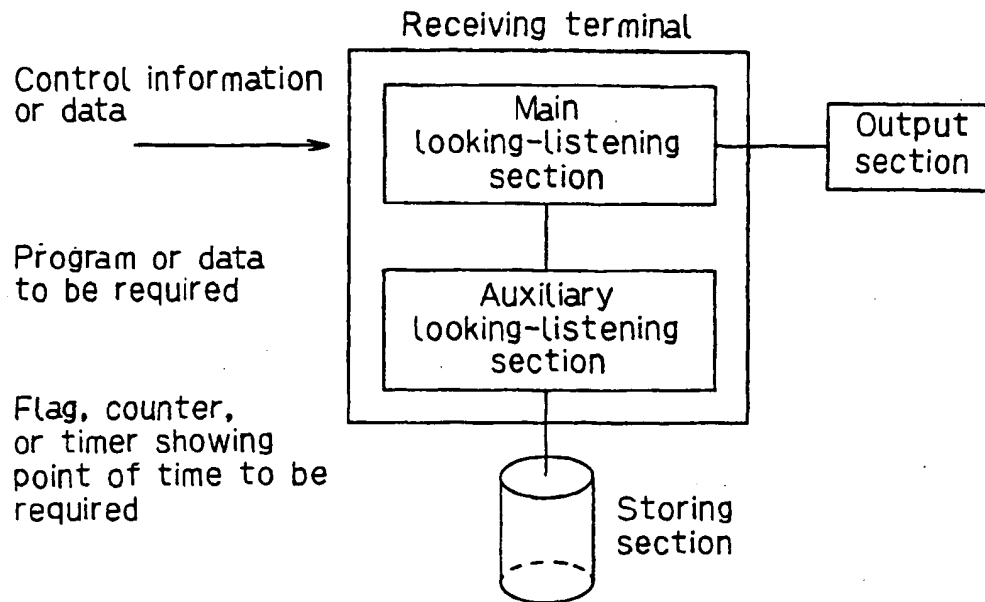 Receiving terminal
Control information
or data
Main
looking-listening
section
Output
section
Program or data
to be required
Auxiliary
looking-listening
section
Flag, counter,
or timer showing
point of time to be
required
Storing
section